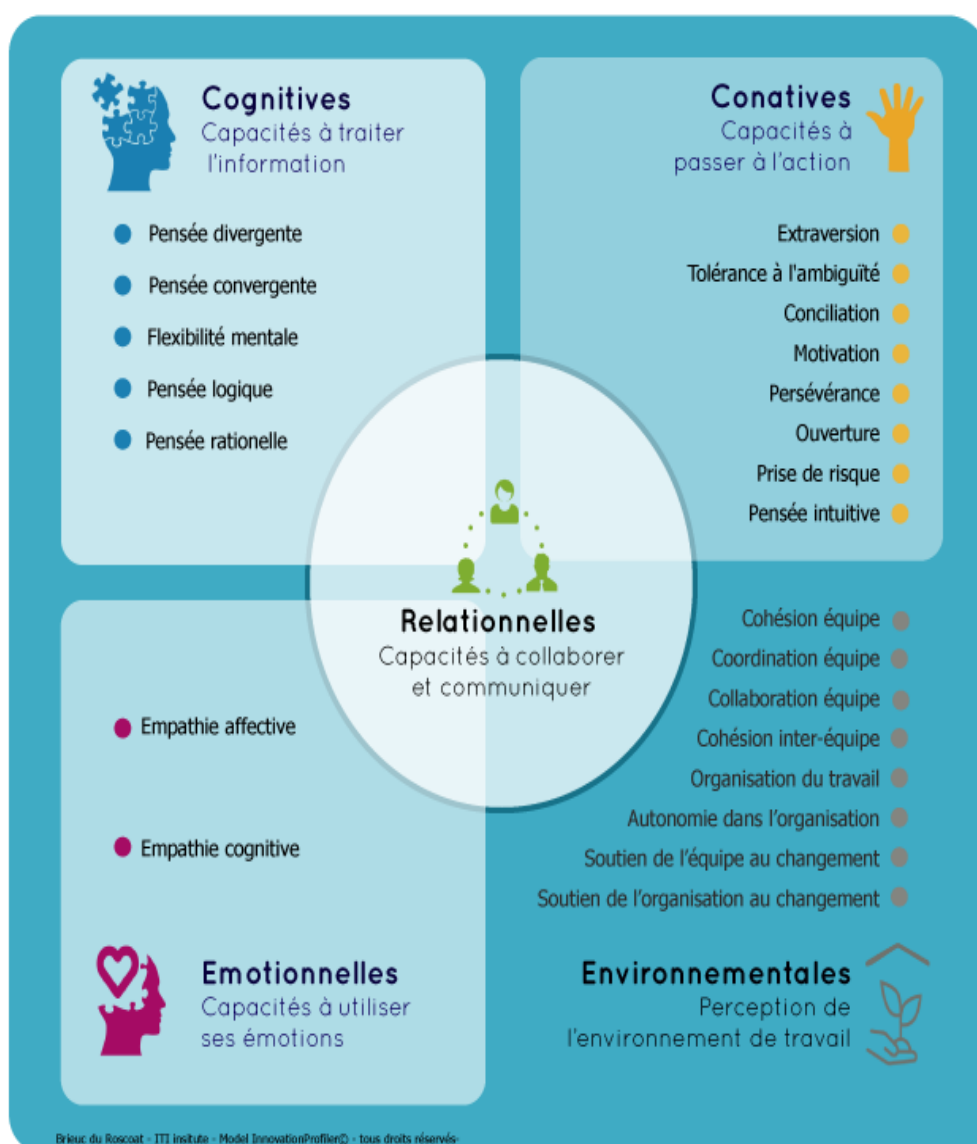 Cognitives
Capacités à traiter
l'information
Pensée divergente
Pensée convergente
Flexibilité mentale
Pensée logique
Pensée rationelle
Conatives
Capacités à
passer à l'action
Extraversion
Tolérance à l'ambiguïté
Conciliation
Motivation
Persévérance
Ouverture
Prise de risque
Pensée intuitive
Relationnelles
Capacités à collaborer
et communiquer
Empathie affective
Empathie cognitive
Emotionnelles
Capacités à utiliser
ses émotions
Cohésion équipe
Coordination équipe
Collaboration équipe
Cohésion inter-équipe
Organisation du travail
Autonomie dans l'organisation
Soutien de l'équipe au changement
Soutien de l'organisation au changement
Environnementales
Perception de
l'environnement de travail
Brieuc du Roscoat - ITI insitute - Model InnovationProfiler© - tous droits réservés-